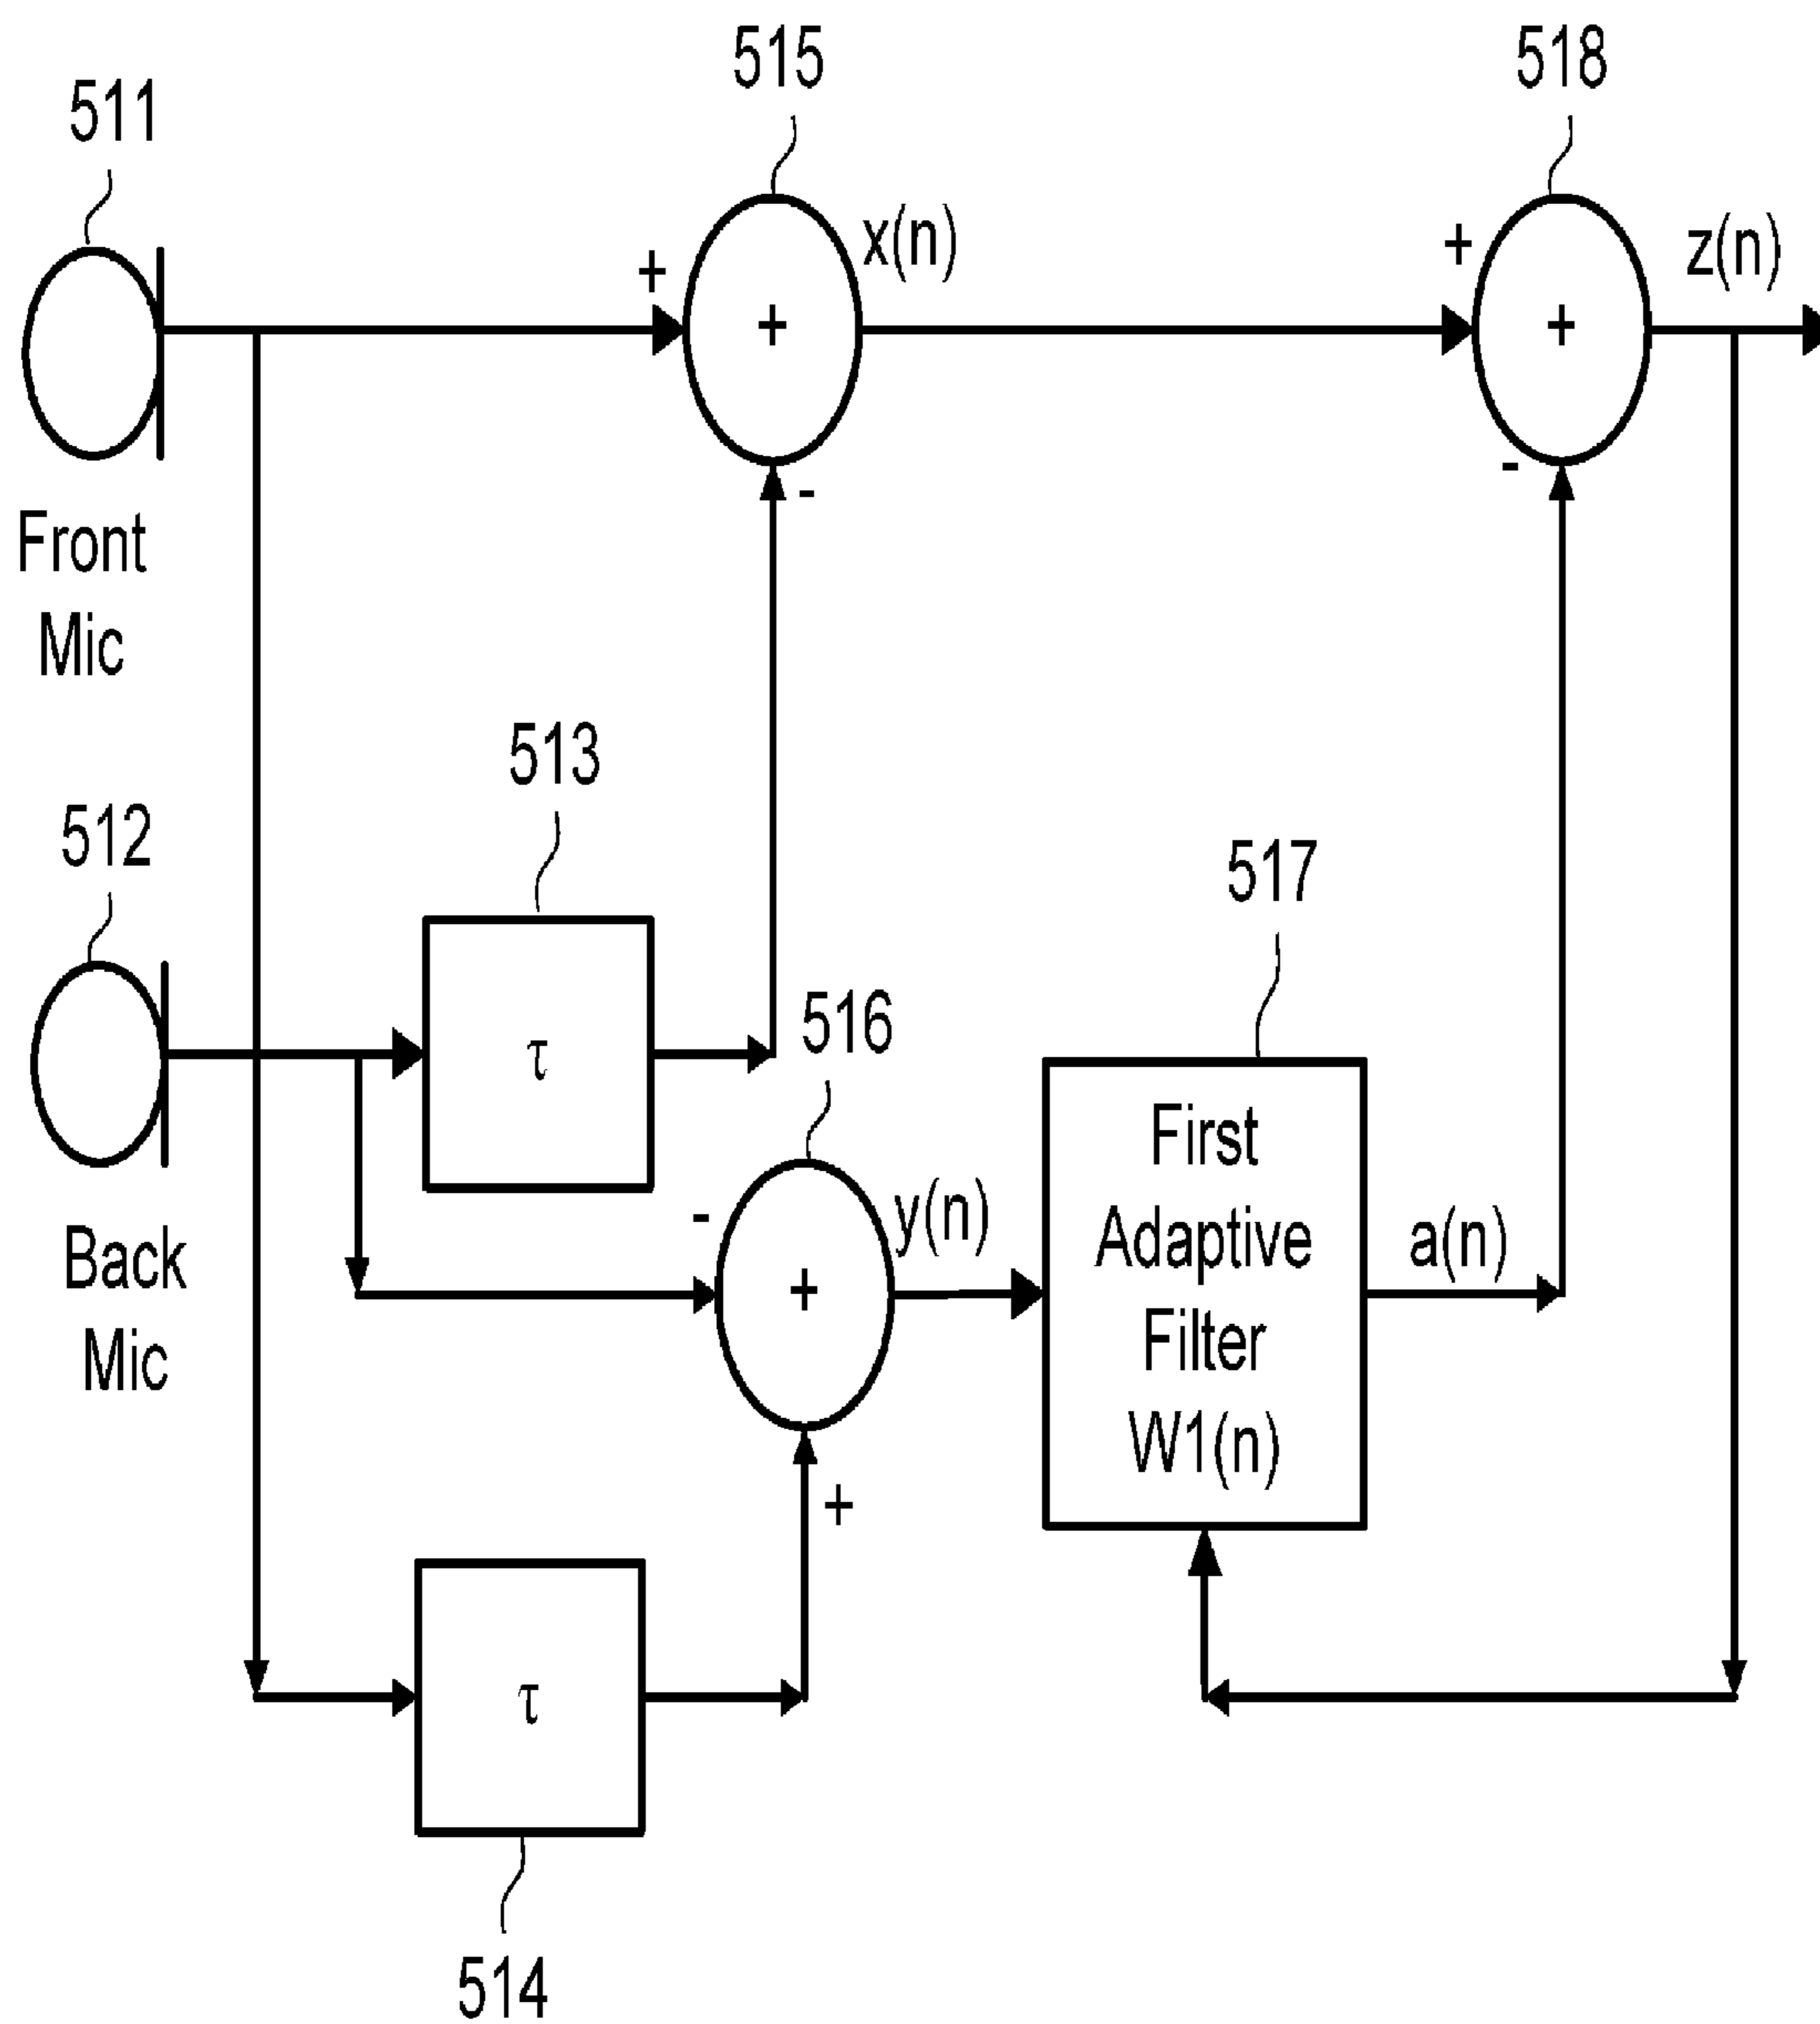 515
518
511
x(n)
z(n)
+
+
+
+
-
-
Front
Mic
513
512
517
τ
516
First
Adaptive
Filter
W1(n)
-
y(n)
a(n)
Back
Mic
+
+
τ
514